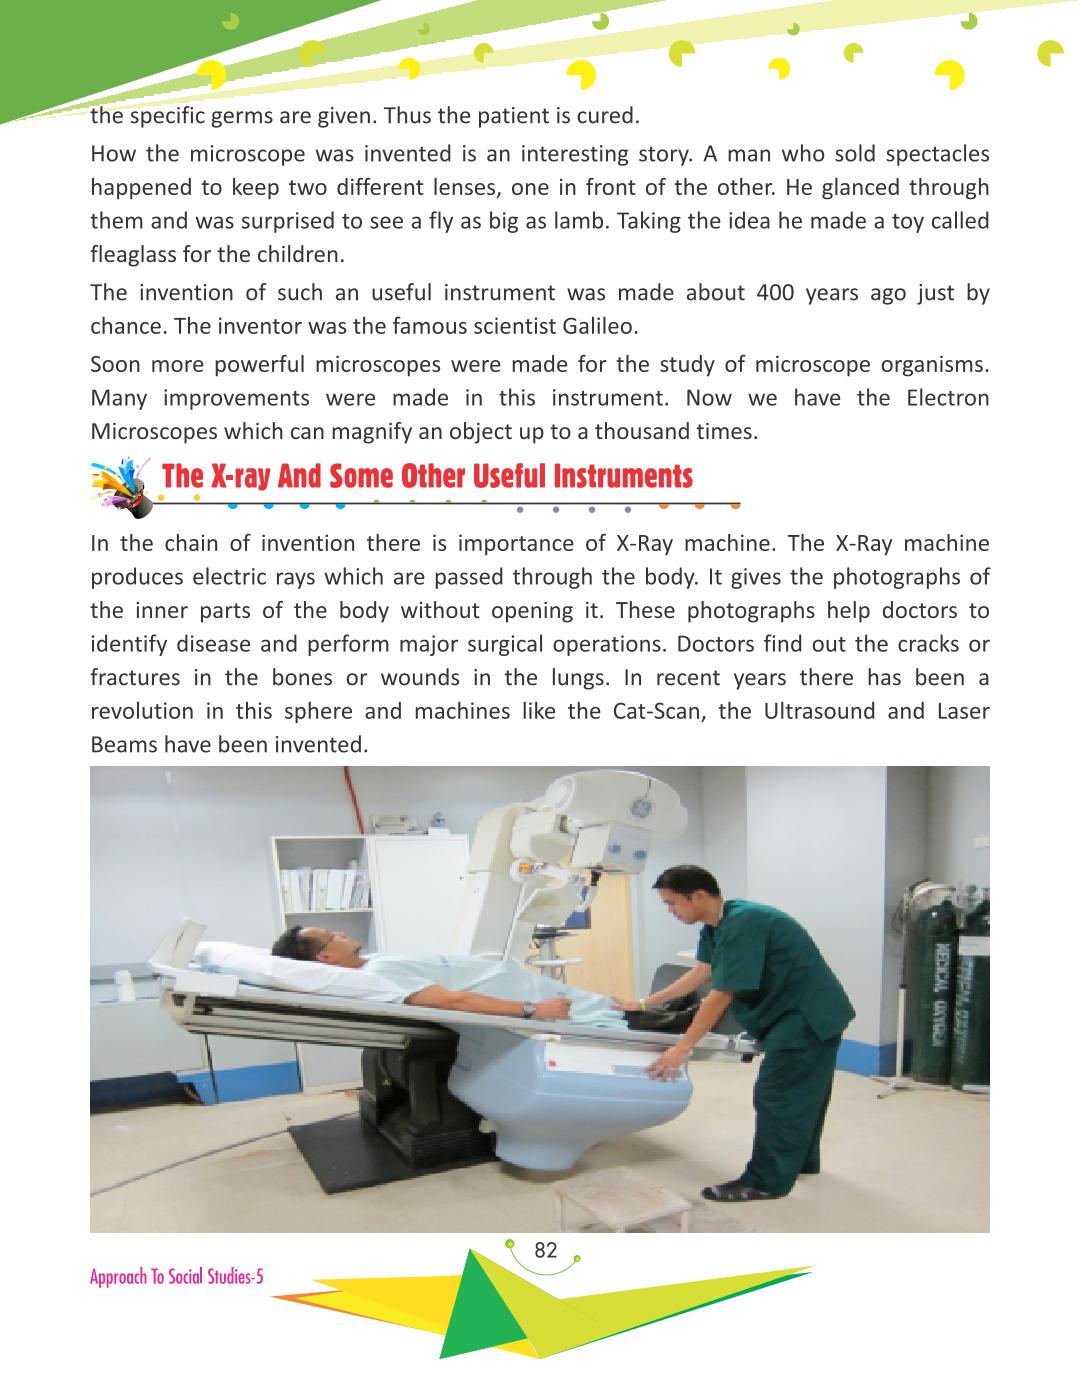 the specific germs are given. Thus the patient is cured.
How the microscope was invented is an interesting story. A man who sold spectacles
happened to keep two different lenses, one in front of the other. He glanced through
them and was surprised to see a fly as big as lamb. Taking the idea he made a toy called
fleaglass for the children.
The invention of such an useful instrument was made about 400 years ago just by
chance. The inventor was the famous scientist Galileo.
Soon more powerful microscopes were made for the study of microscope organisms.
Many improvements were made in this instrument. Now we have the Electron
Microscopes which can magnify an object up to a thousand times.
The X-ray And Some Other Useful Instruments
In the chain of invention there is importance of X-Ray machine. The X-Ray machine
produces electric rays which are passed through the body. It gives the photographs of
the inner parts of the body without opening it. These photographs help doctors to
identify disease and perform major surgical operations. Doctors find out the cracks or
fractures in the bones or wounds in the lungs. In recent years there has been a
revolution in this sphere and machines like the Cat-Scan, the Ultrasound and Laser
Beams have been invented.
MEDICAL OXYGEN
82
Approach To Social Studies-5